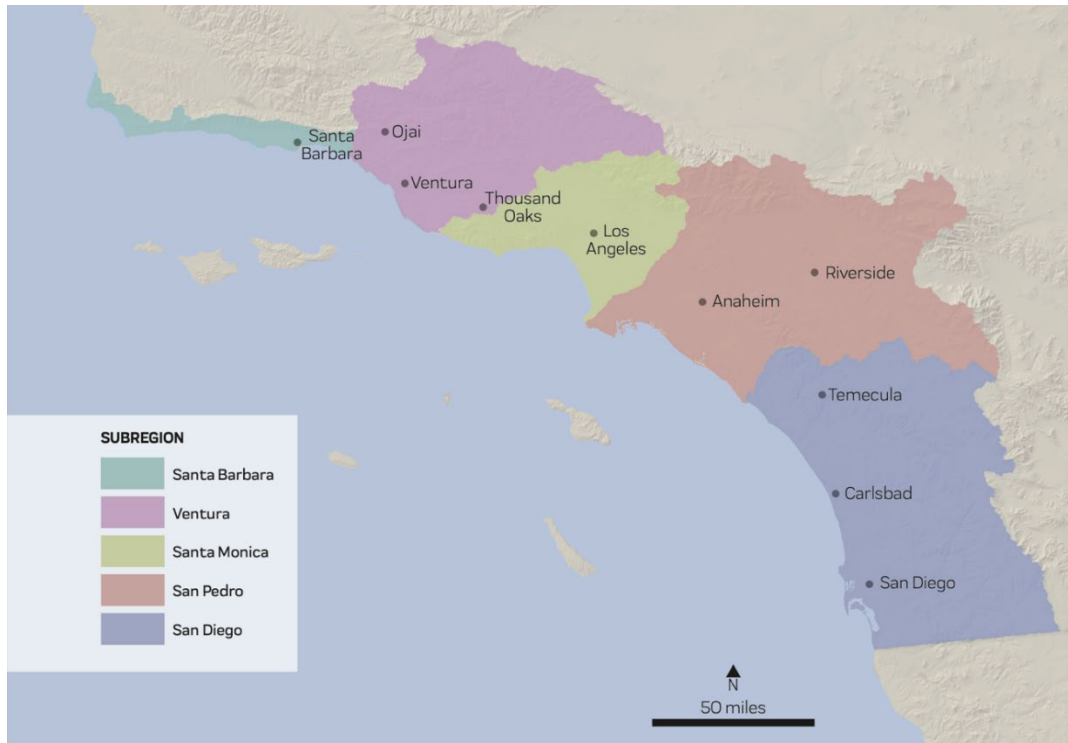 Ojai
Santa
Barbara
Ventura
Thousand
Oaks
Los
Angeles
Riverside
Anaheim
Temecula
SUBREGION
Santa Barbara
Ventura
Santa Monica
San Pedro
San Diego
Carlsbad
San Diego
N
50 miles